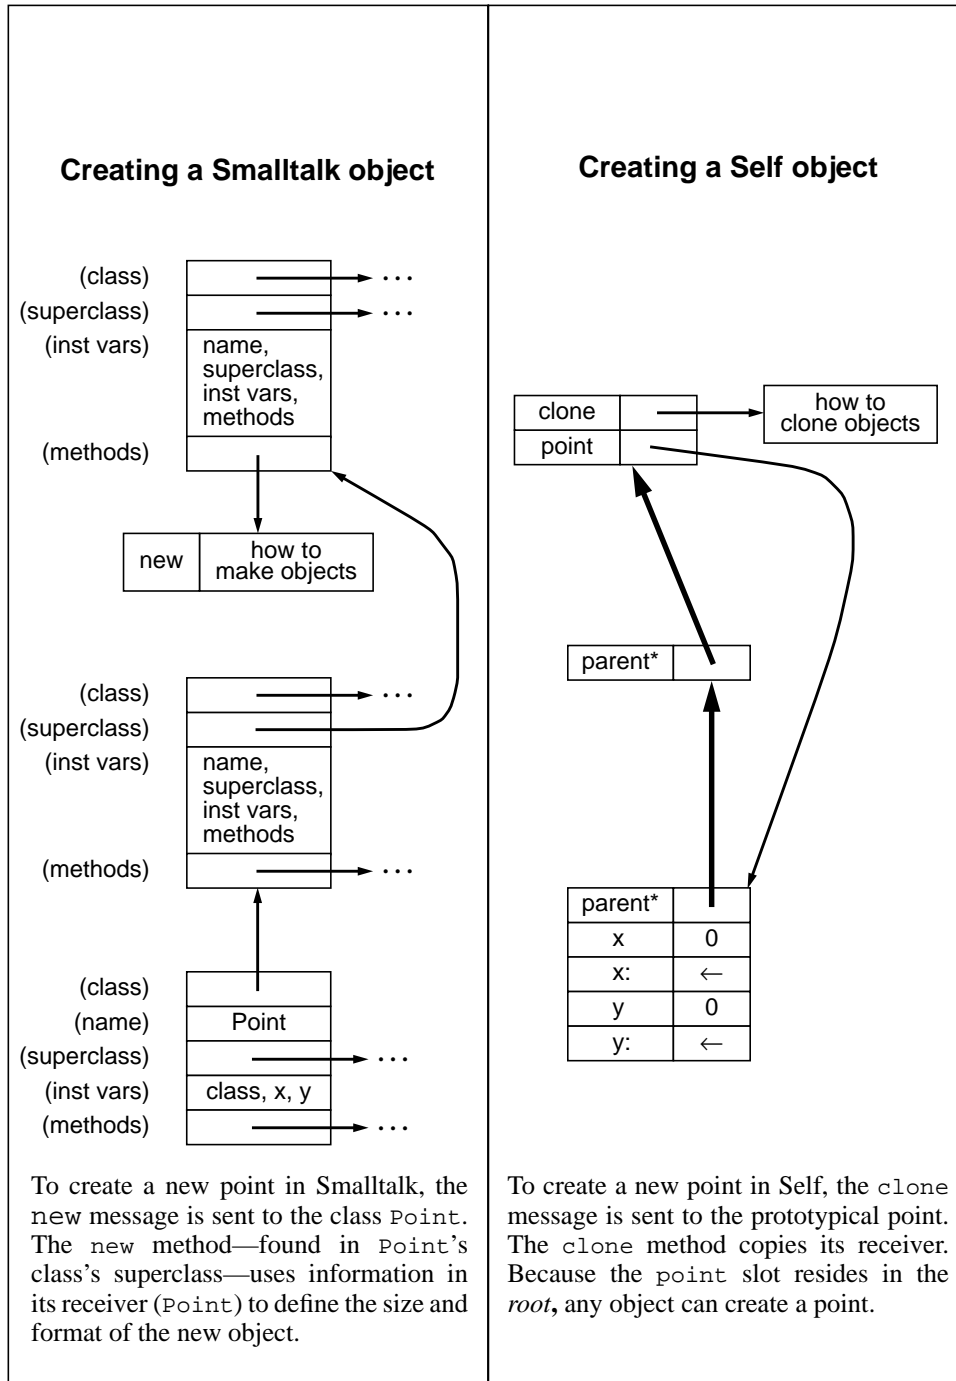 Creating a Smalltalk object
(class)
...
(superclass)
...
(inst vars)
name,
superclass,
inst vars,
methods
(methods)
new
how to
make objects
(class)
...
(superclass)
(inst vars)
name,
superclass,
inst vars,
methods
(methods)
...
(class)
(name)
Point
(superclass)
...
(inst vars)
class, x, y
(methods)
...
To create a new point in Smalltalk, the
new message is sent to the class Point.
The new method—found in Point's
class's superclass—uses information in
its receiver (Point) to define the size and
format of the new object.
Creating a Self object
clone
how to
clone objects
point
parent*
parent*
x 0
x: ←
y 0
y: ←
To create a new point in Self, the clone
message is sent to the prototypical point.
The clone method copies its receiver.
Because the point slot resides in the
root, any object can create a point.